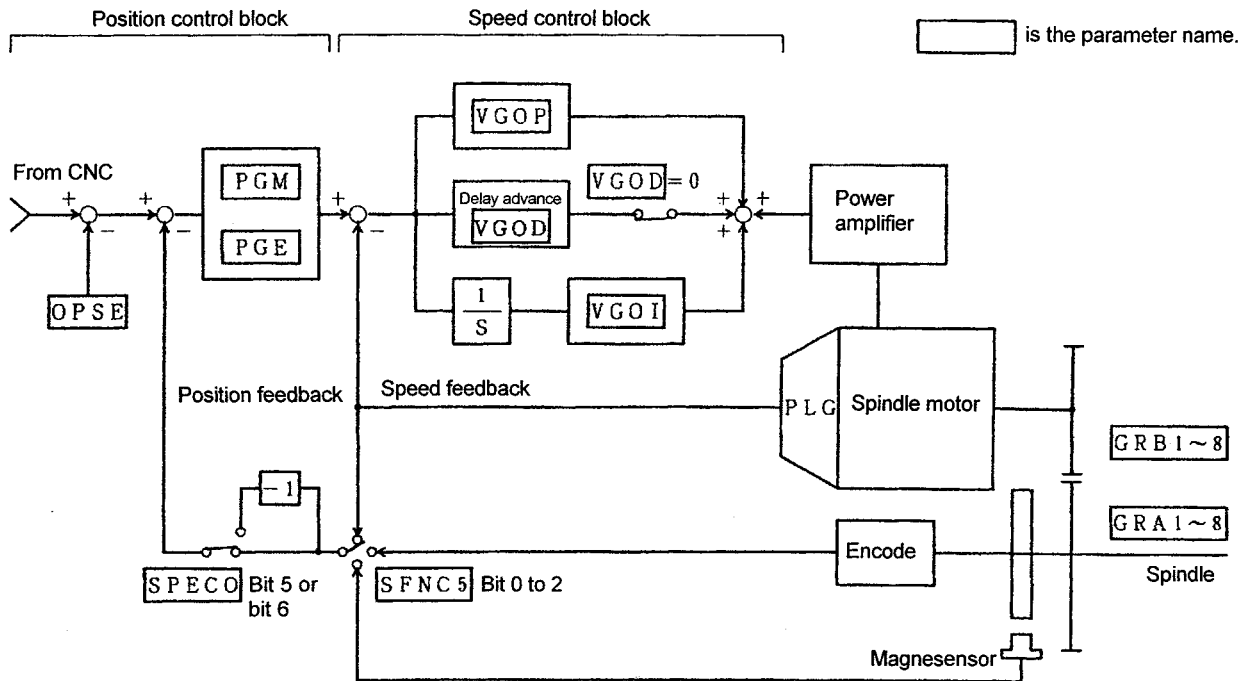 Position control block
Speed control block
is the parameter name.
From CNC
+
−
OPSE
+
−
PGM
PGE
+
−
VGOP
Delay advance
VGOD
VGOD = 0
1
S
VGOI
+
+
+
Power
amplifier
Position feedback
Speed feedback
PLG
Spindle motor
GRB1~8
GRA1~8
Spindle
−1
SPECO Bit 5 or
bit 6
SFNC5 Bit 0 to 2
Encode
Magnesensor